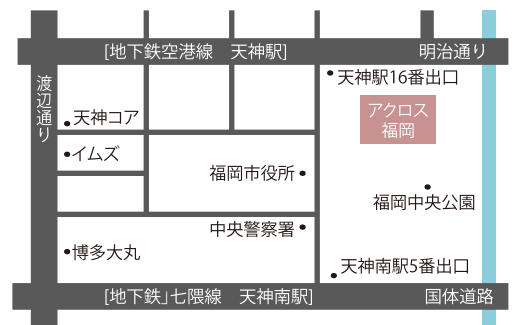 [地下鉄空港線　天神駅]
明治通り
渡辺通り
天神駅16番出口
アクロス
福岡
天神コア
イムズ
福岡市役所
福岡中央公園
中央警察署
博多大丸
天神南駅5番出口
[地下鉄」七隈線　天神南駅]
国体道路